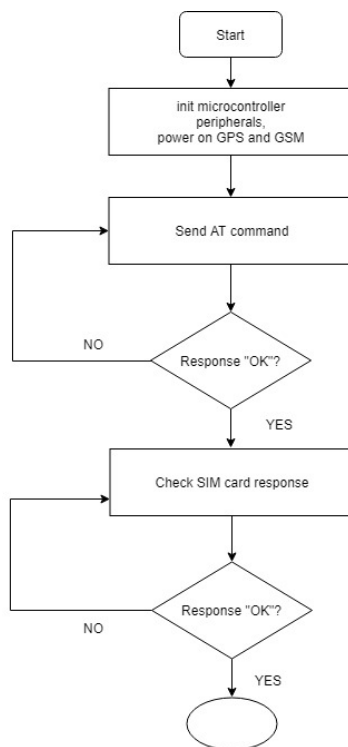 Start
init microcontroller
peripherals,
power on GPS and GSM
Send AT command
Response "OK"?
NO
YES
Check SIM card response
Response "OK"?
NO
YES